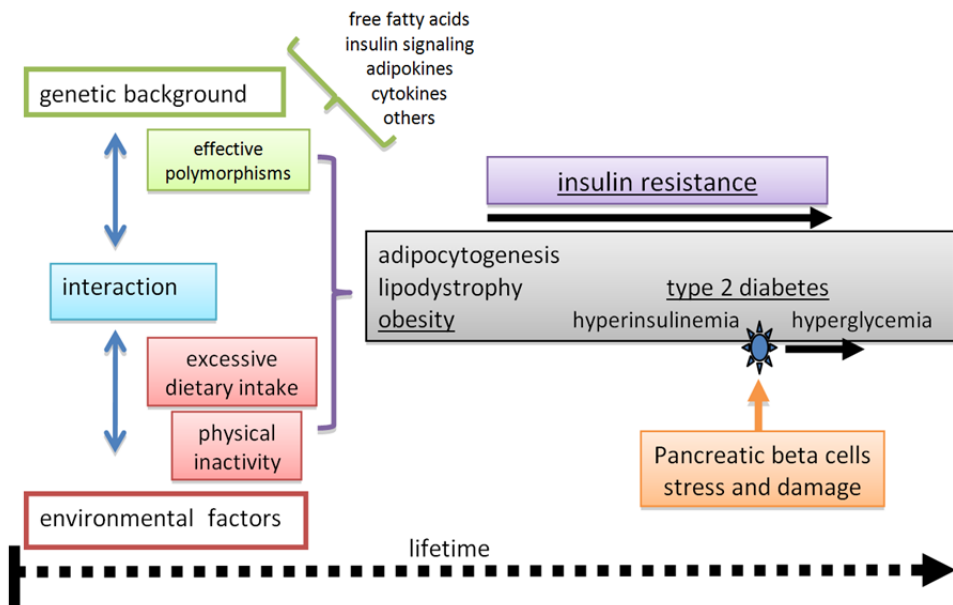 free fatty acids
insulin signaling
adipokines
cytokines
others
genetic background
effective
polymorphisms
interaction
excessive
dietary intake
physical
inactivity
environmental factors
insulin resistance
adipocytogenesis
lipodystrophy
obesity
type 2 diabetes
hyperinsulinemia
hyperglycemia
Pancreatic beta cells
stress and damage
lifetime